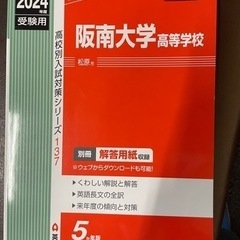 2024年度
受験用
高校別入試対策シリーズ137
阪南大学高等学校
松原市
別冊 解答用紙収録
※ウェブからダウンロードも可能!
くわしい解説と解答
英語長文の全訳
来年度の傾向と対策
5
英